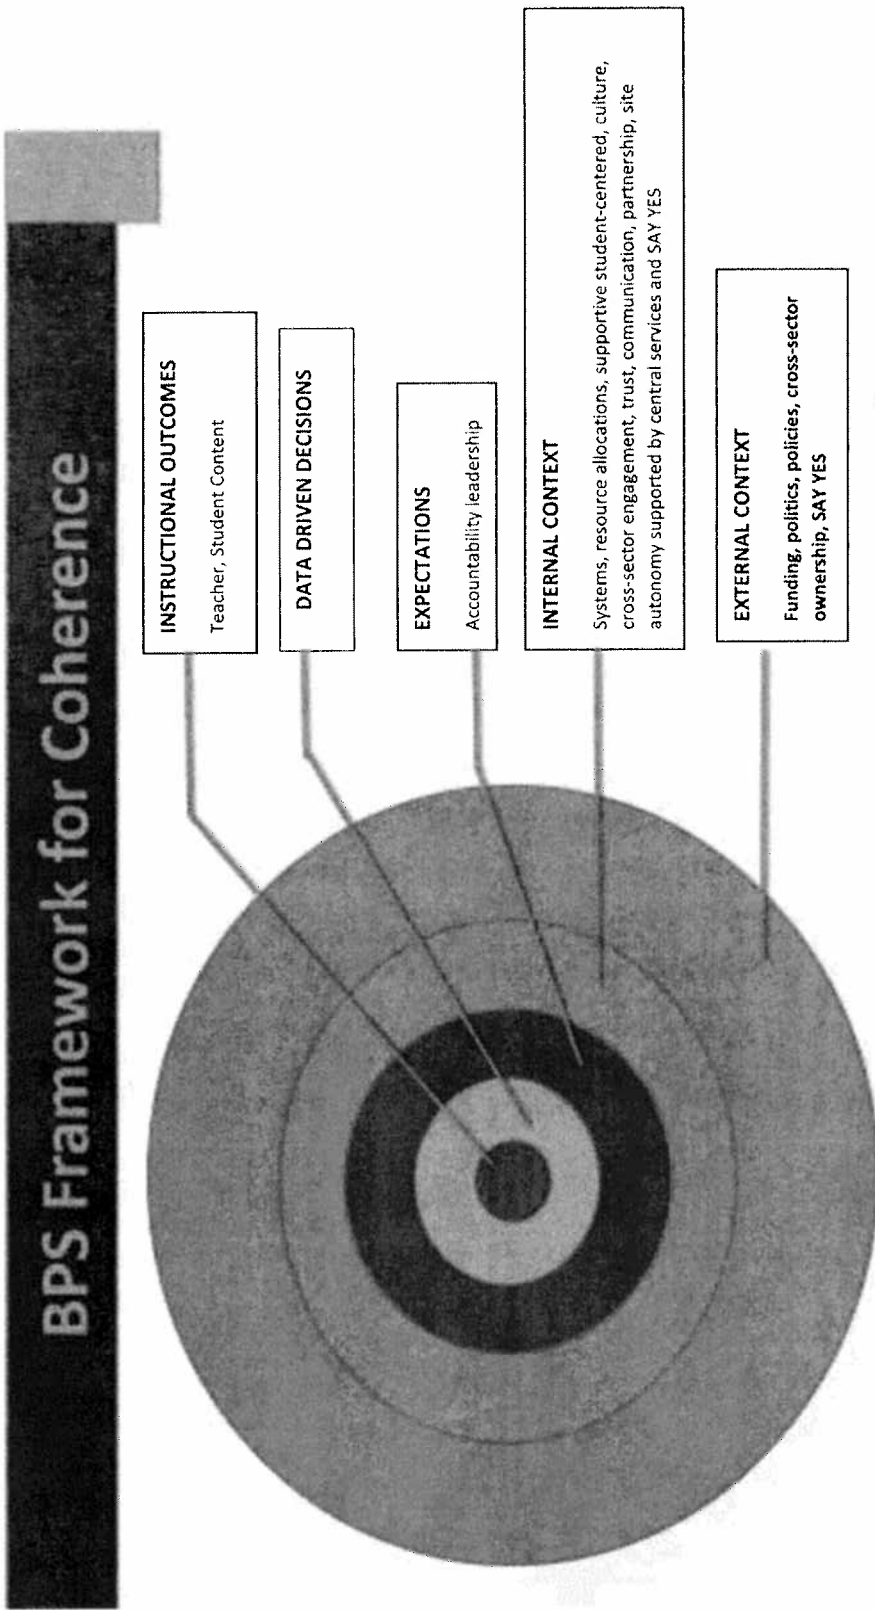 BPS Framework for Coherence
INSTRUCTIONAL OUTCOMES
Teacher, Student Content
DATA DRIVEN DECISIONS
EXPECTATIONS
Accountability leadership
INTERNAL CONTEXT
Systems, resource allocations, supportive student-centered, culture,
cross-sector engagement, trust, communication, partnership, site
autonomy supported by central services and SAY YES
EXTERNAL CONTEXT
Funding, politics, policies, cross-sector
ownership, SAY YES